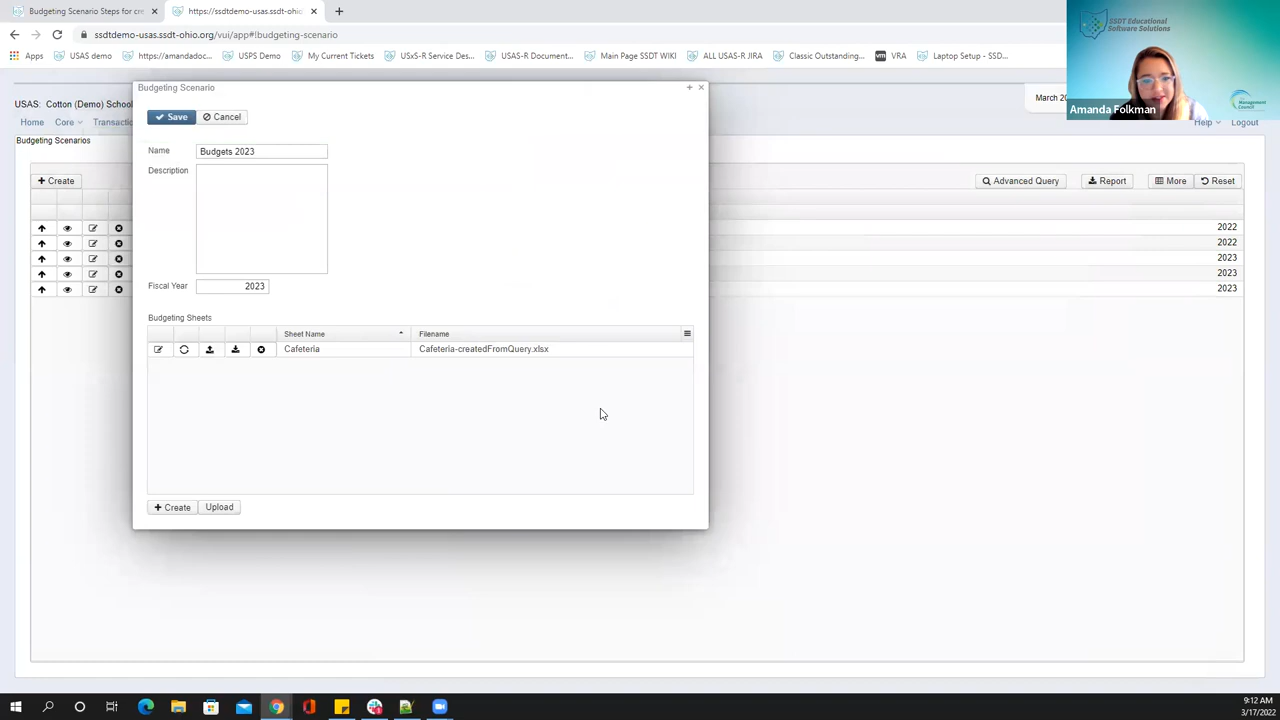 Budgeting Scenario Steps for cre
https://ssdtdemo-usas.ssdt-ohio.o
ssdtdemo-usas.ssdt-ohio.org/vui/app#!budgeting-scenario
Apps
USAS demo
https://amandadoc...
USPS Demo
My Current Tickets
USxS-R Service Des...
USAS-R Document...
Main Page SSDT WIKI
ALL USAS-R JIRA
Classic Outstanding...
vm VRA
Laptop Setup - SSD...
SSDT Educational
Software Solutions
Management
Council
Amanda Folkman
USAS: Cotton (Demo) School
March 20
Home Core Transactio
Help
Logout
Budgeting Scenarios
Create
Advanced Query
Report
More
Reset
2022
2022
2023
2023
2023
Budgeting Scenario
Save
Cancel
Name
Budgets 2023
Description
Fiscal Year
2023
Budgeting Sheets
Sheet Name
Filename
Cafeteria
Cafeteria-createdFromQuery.xlsx
Create
Upload
9:12 AM
3/17/2022